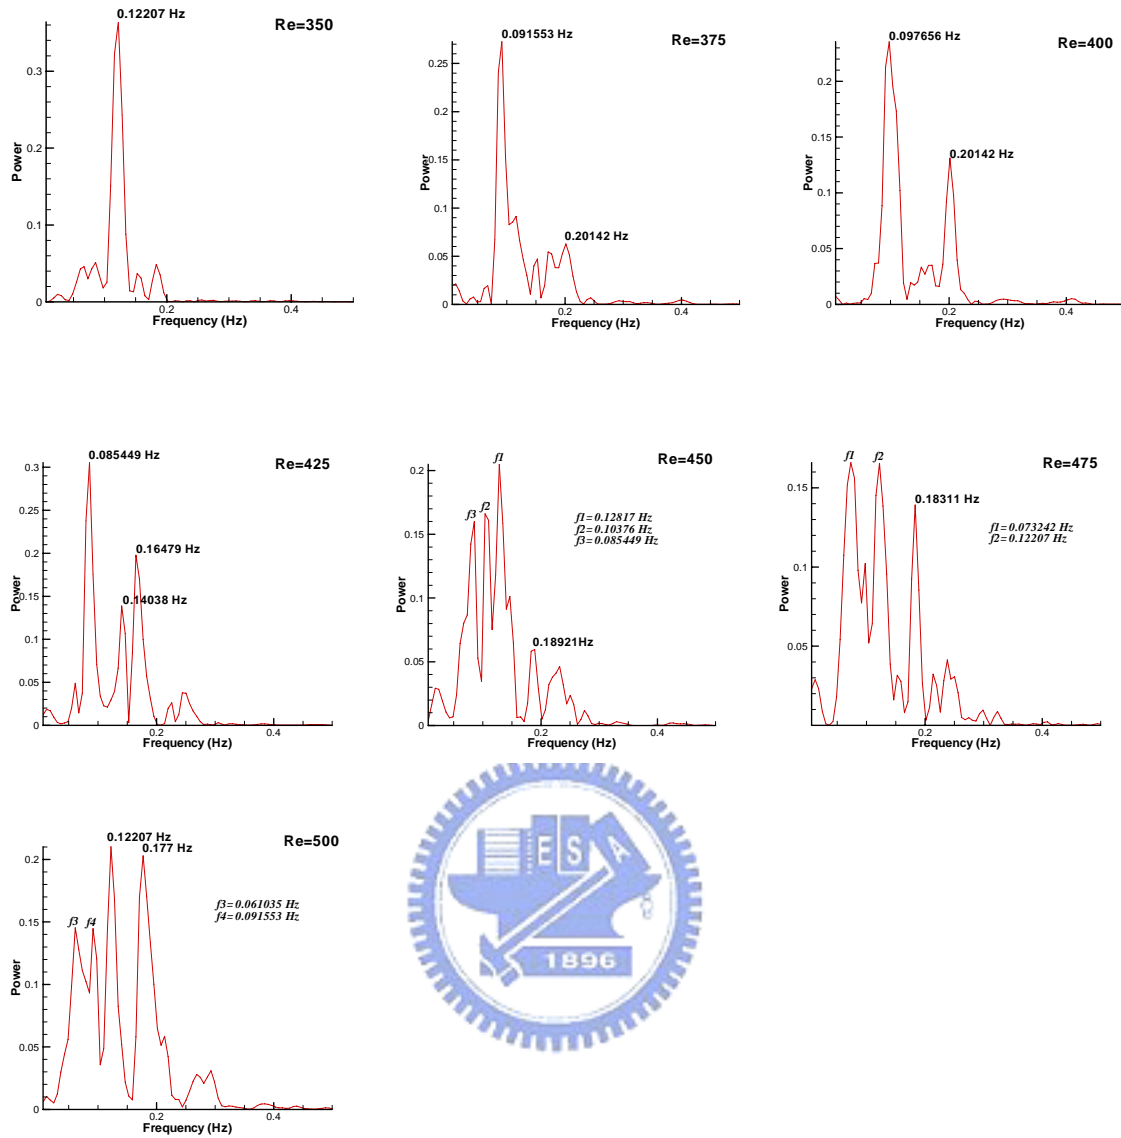 0.12207 Hz
Re=350
0.3
0.2
0.1
0
Power
0.2
0.4
Frequency (Hz)
0.091553 Hz
Re=375
0.25
0.2
0.15
0.1
0.05
0
Power
0.20142 Hz
0.2
0.4
Frequency (Hz)
0.097656 Hz
Re=400
0.2
0.15
0.1
0.05
0
Power
0.20142 Hz
0.2
0.4
Frequency (Hz)
0.085449 Hz
Re=425
0.3
0.25
0.2
0.15
0.1
0.05
0
Power
0.16479 Hz
0.14038 Hz
0.2
0.4
Frequency (Hz)
f1
Re=450
f3
f2
f1=0.12817 Hz
f2=0.10376 Hz
f3=0.085449 Hz
0.2
0.15
0.1
0.05
0
Power
0.18921Hz
0.2
0.4
Frequency (Hz)
f1
f2
Re=475
0.18311 Hz
f1=0.073242 Hz
f2=0.12207 Hz
0.15
0.1
0.05
Power
0.2
0.4
Frequency (Hz)
0.12207 Hz
0.177 Hz
Re=500
f3
f4
f3=0.061035 Hz
f4=0.091553 Hz
0.2
0.15
0.1
0.05
0
Power
0.2
0.4
Frequency (Hz)
E S A
1896